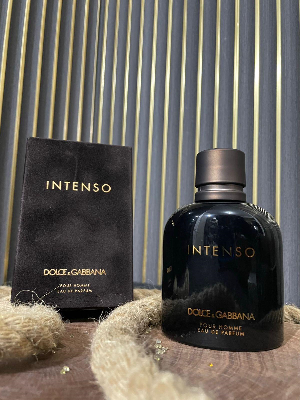 INTENSO
DOLCE & GABBANA
POUR HOMME
EAU DE PARFUM
INTENSO
DOLCE & GABBANA
POUR HOMME
EAU DE PARFUM